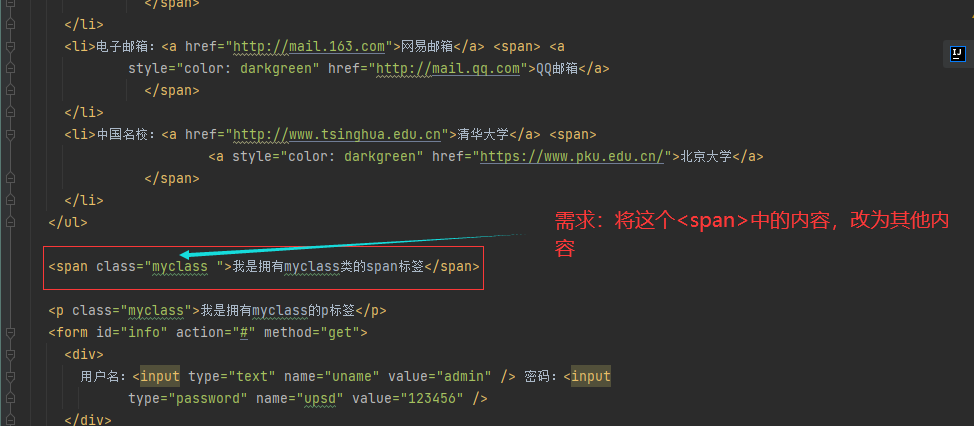 </span>
</li>
<li>电子邮箱：<a href="http://mail.163.com">网易邮箱</a> <span> <a
style="color: darkgreen" href="http://mail.qq.com">QQ邮箱</a>
</span>
</li>
<li>中国名校：<a href="http://www.tsinghua.edu.cn">清华大学</a> <span>
<a style="color: darkgreen" href="https://www.pku.edu.cn/">北京大学</a>
</span>
</li>
</ul>
需求：将这个<span>中的内容，改为其他内
容
<span class="myclass ">我是拥有myclass类的span标签</span>
<p class="myclass">我是拥有myclass的p标签</p>
<form id="info" action="#" method="get">
<div>
用户名：<input type="text" name="uname" value="admin" /> 密码：<input
type="password" name="upsd" value="123456" />
</div>
IJ